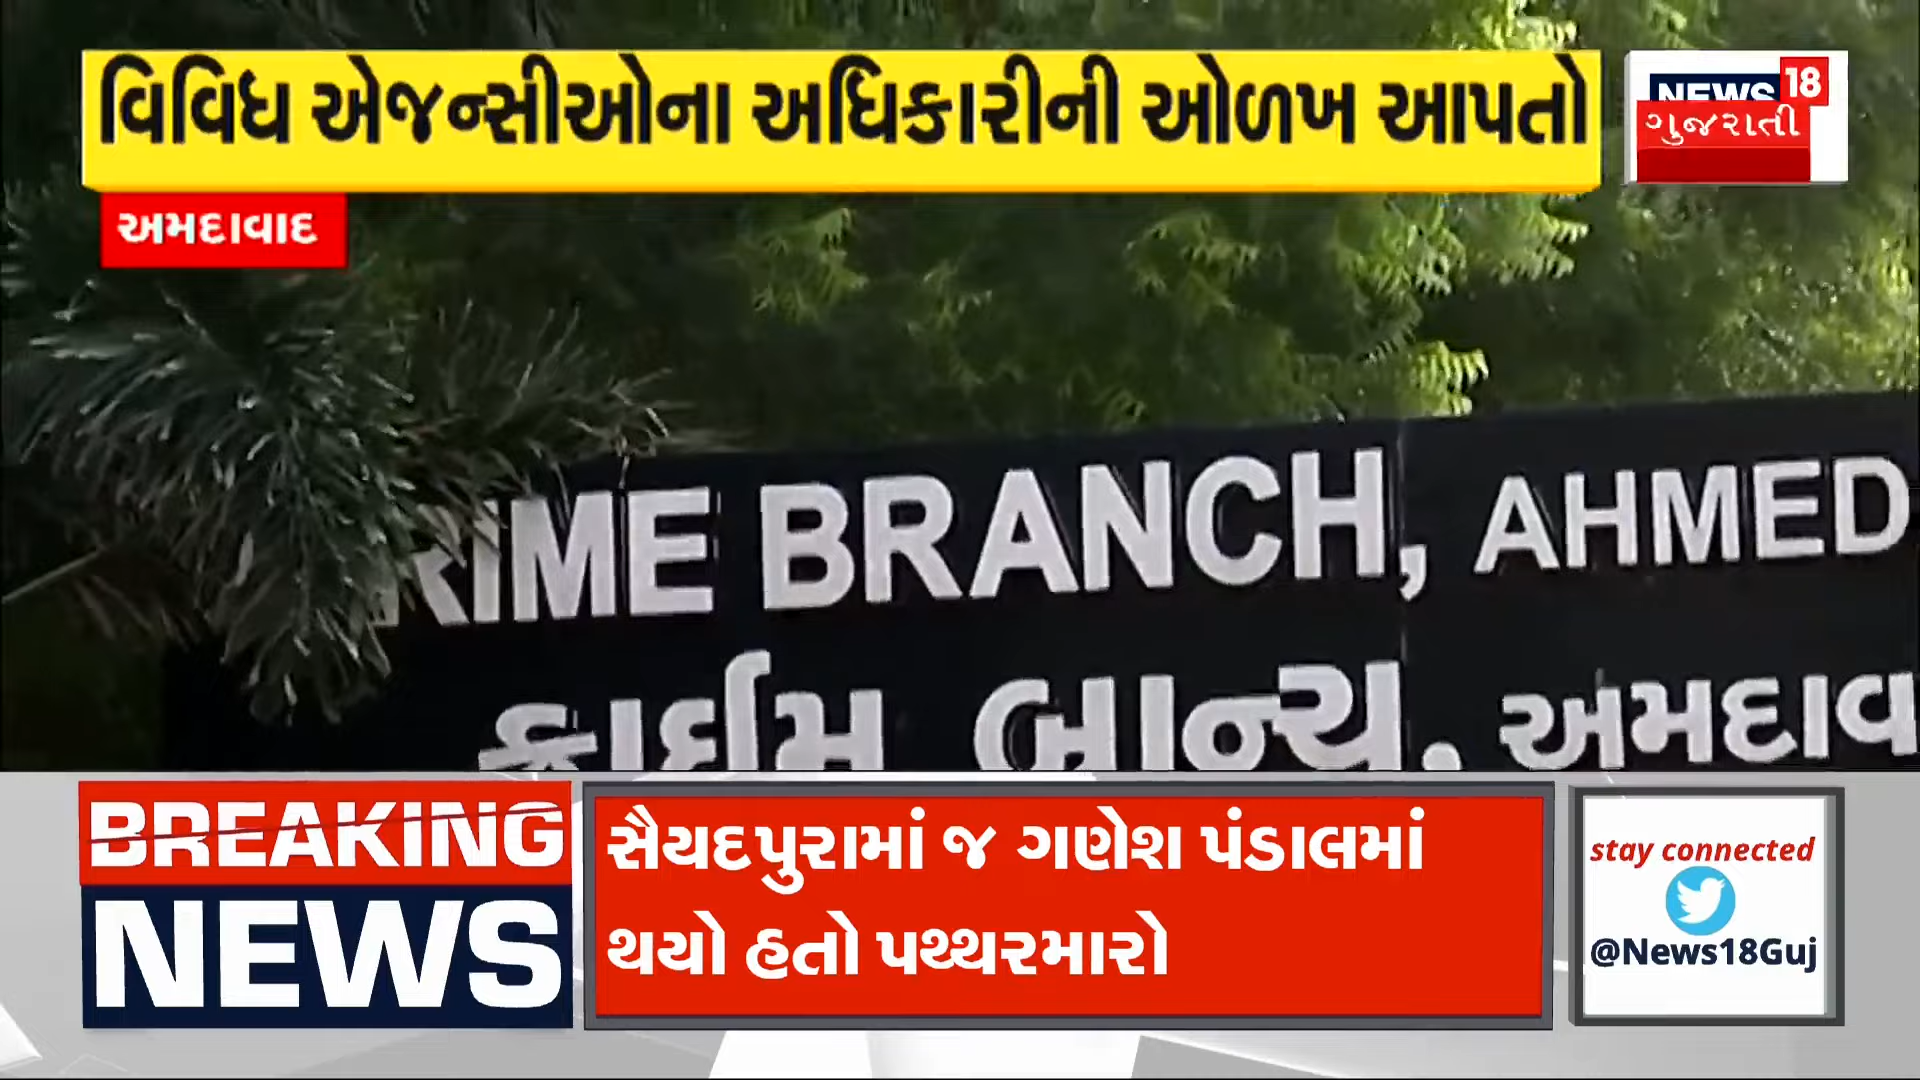 વિવિધ એજન્સીઓના અધિકારીની ઓળખ આપતો
NEWS 18
ગુજરાતી
અમદાવાદ
RIME BRANCH, AHMED
ક્રાઈમ બ્રાન્ચ, અમદાવ
BREAKING
NEWS
સૈયદપુરામાં જ ગણેશ પંડાલમાં
થયો હતો પથ્થરમારો
stay connected
@News18Guj